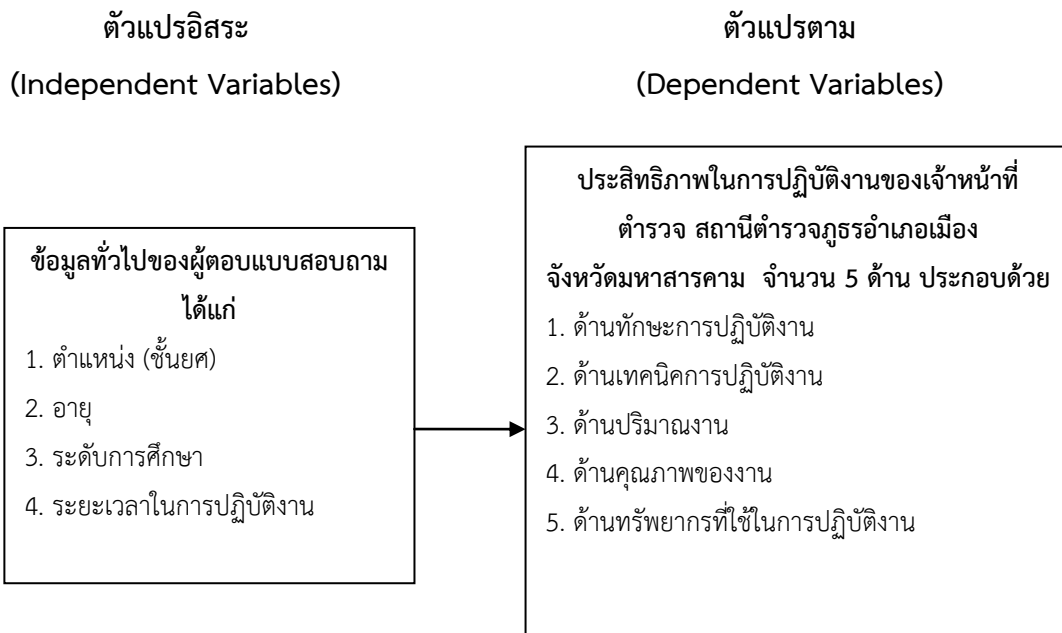 ตัวแปรอิสระ
(Independent Variables)
ตัวแปรตาม
(Dependent Variables)
ข้อมูลทั่วไปของผู้ตอบแบบสอบถาม
ได้แก่
1. ตำแหน่ง (ชั้นยศ)
2. อายุ
3. ระดับการศึกษา
4. ระยะเวลาในการปฏิบัติงาน
ประสิทธิภาพในการปฏิบัติงานของเจ้าหน้าที่
ตำรวจ สถานีตำรวจภูธรอำเภอเมือง
จังหวัดมหาสารคาม จำนวน 5 ด้าน ประกอบด้วย
1. ด้านทักษะการปฏิบัติงาน
2. ด้านเทคนิคการปฏิบัติงาน
3. ด้านปริมาณงาน
4. ด้านคุณภาพของงาน
5. ด้านทรัพยากรที่ใช้ในการปฏิบัติงาน